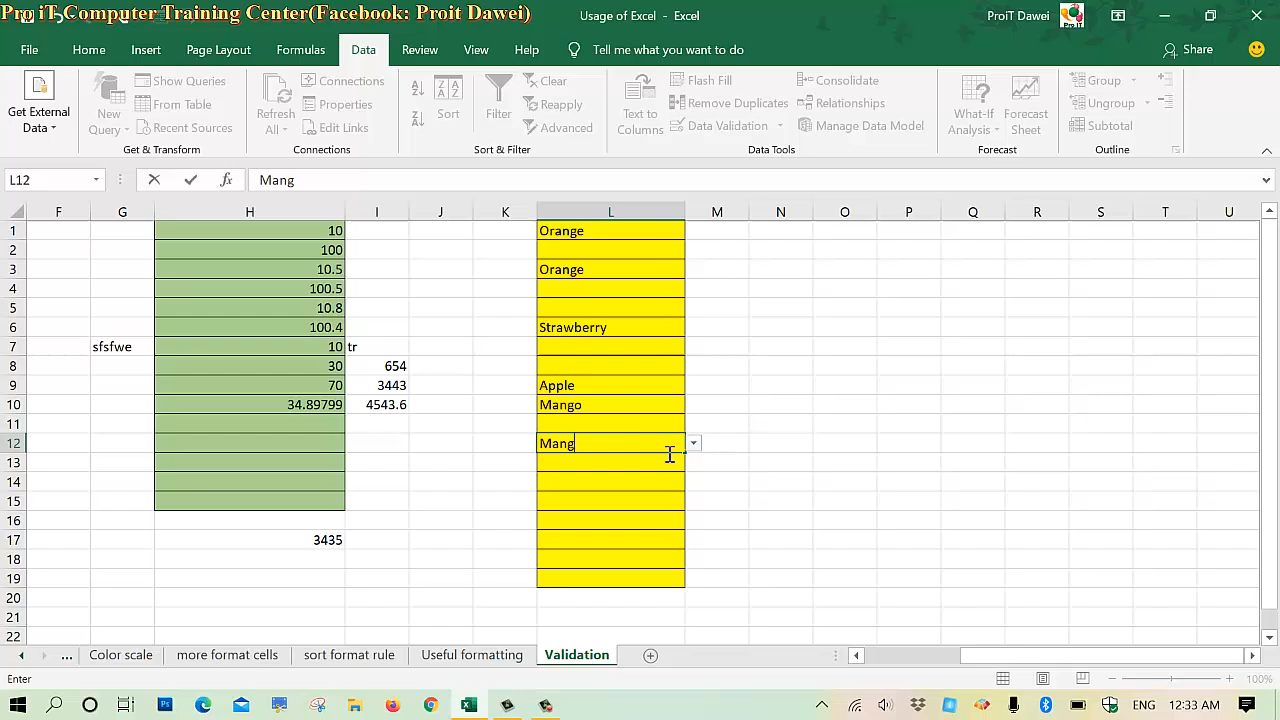 Pro iT Computer Training Center(Facebook: Proit Dawei)
Usage of Excel - Excel
ProiT Dawei
Pro IT
File Home Insert Page Layout Formulas Data Review View Help Tell me what you want to do Share
Get External Data
New Query
Show Queries
From Table
Recent Sources
Get & Transform
Refresh All
Connections
Properties
Edit Links
Connections
Sort
Filter
Clear
Reapply
Advanced
Sort & Filter
Text to Columns
Flash Fill
Remove Duplicates
Data Validation
Consolidate
Relationships
Manage Data Model
Data Tools
What-If Analysis
Forecast Sheet
Forecast
Group
Ungroup
Subtotal
Outline
L12 fx Mang
F G H I J K L M N O P Q R S T U
1 10 Orange
2 100
3 10.5 Orange
4 100.5
5 10.8
6 100.4 Strawberry
7 sfsfwe 10 tr
8 30 654
9 70 3443 Apple
10 34.89799 4543.6 Mango
11
12 Mang
13
14
15
16
17 3435
18
19
20
21
22
... Color scale more format cells sort format rule Useful formatting Validation
Enter 100%
Ps ENG 12:33 AM